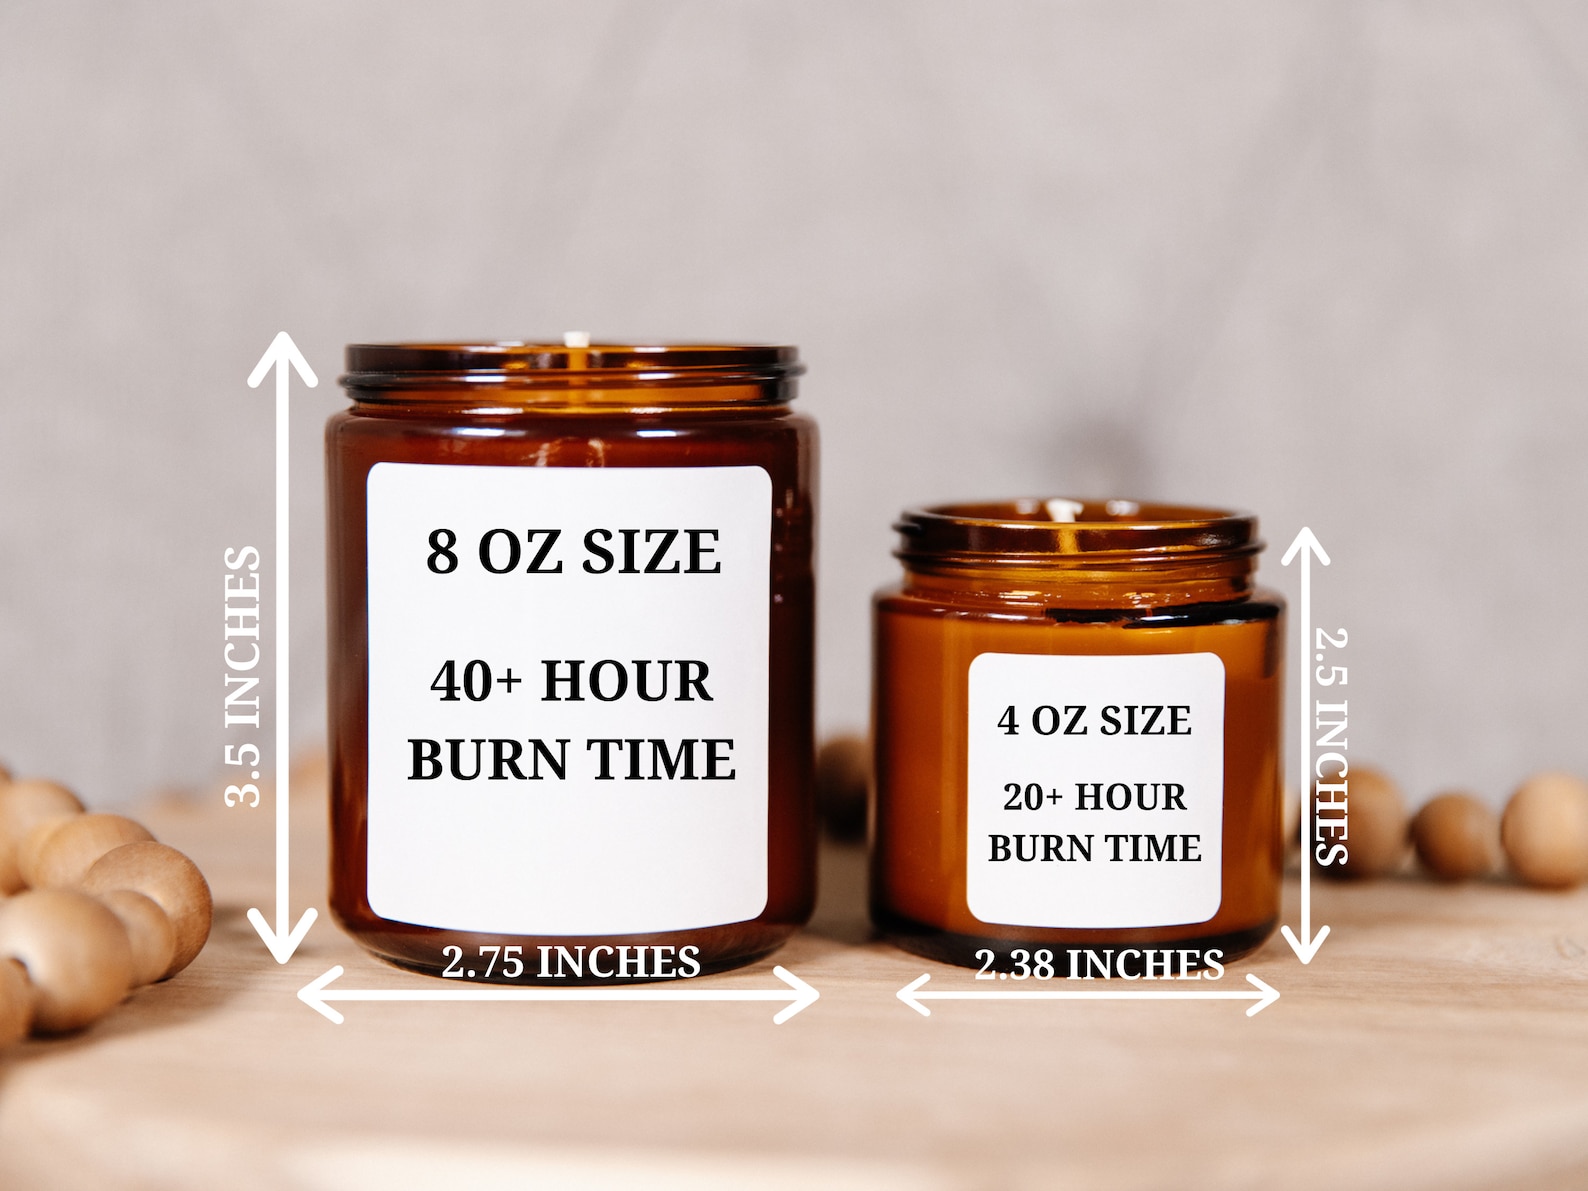 8 OZ SIZE
40+ HOUR
BURN TIME
3.5 INCHES
2.75 INCHES
4 OZ SIZE
20+ HOUR
BURN TIME
2.5 INCHES
2.38 INCHES